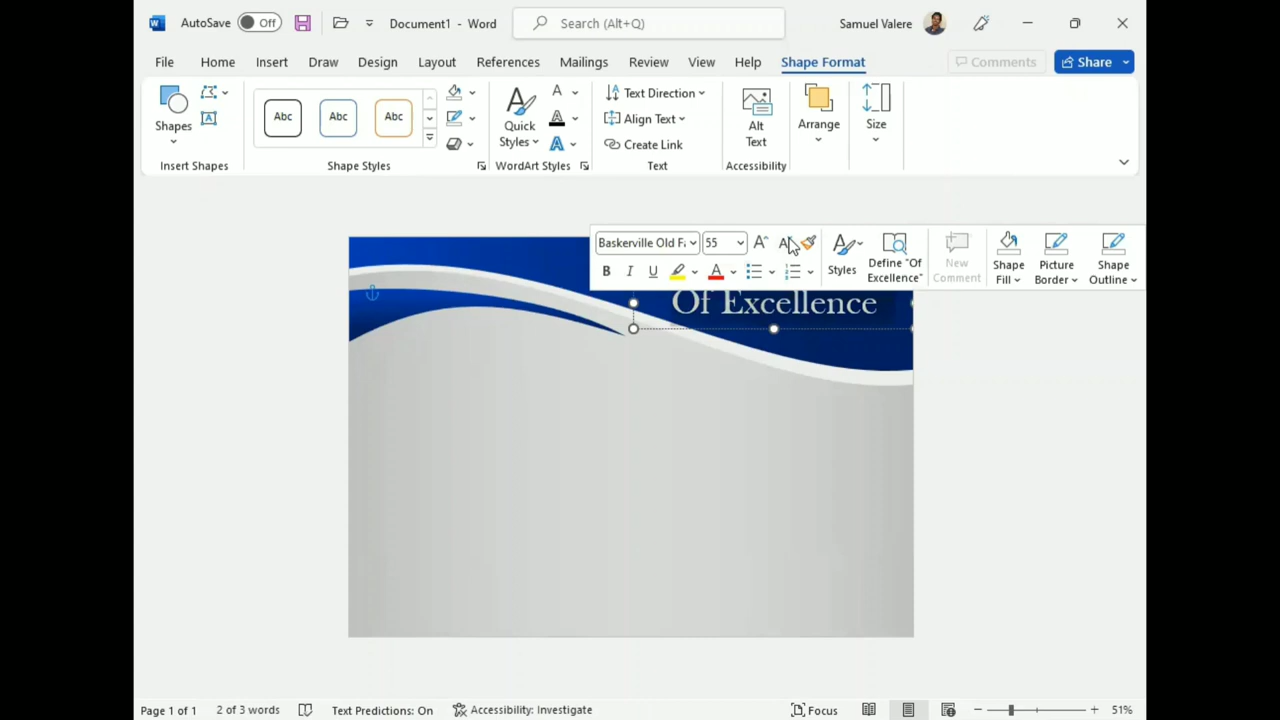 AutoSave Off Document1 - Word Search (Alt+Q) Samuel Valere
File Home Insert Draw Design Layout References Mailings Review View Help Shape Format Comments Share
Shapes
Insert Shapes
Abc Abc Abc
Shape Styles
Quick
Styles
WordArt Styles
Text Direction
Align Text
Create Link
Text
Alt
Text
Accessibility
Arrange
Size
Baskerville Old Fa 55
B I U
Styles
Define "Of
Excellence"
New
Comment
Shape
Fill
Picture
Border
Shape
Outline
Of Excellence
Page 1 of 1 2 of 3 words Text Predictions: On Accessibility: Investigate Focus 51%